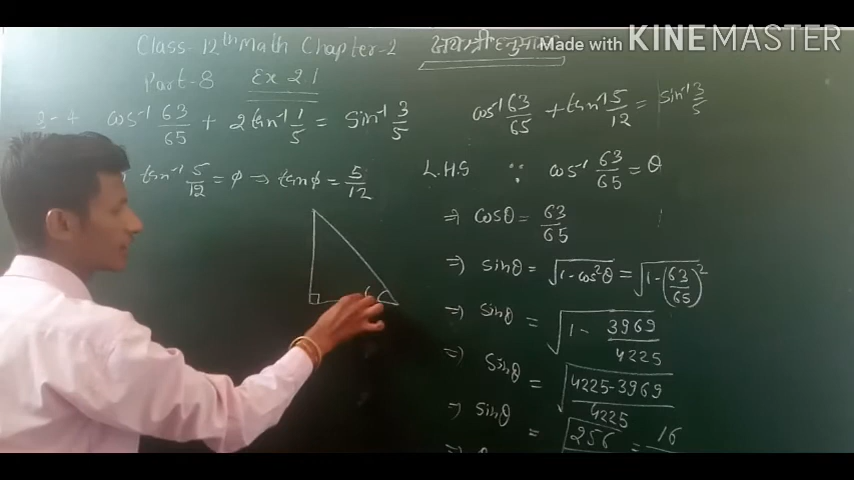 Class-12th Math Chapter-2
Made with KINEMASTER
Part-8 Ex 2.1
cos⁻¹ 63/65 + 2tan⁻¹ 1/5 = Sin⁻¹ 3/5
tan⁻¹ 5/12 = φ ⇒ tanφ = 5/12
cos⁻¹ 63/65 + tan⁻¹ 5/12 = Sin⁻¹ 3/5
L.H.S ∵ cos⁻¹ 63/65 = θ
⇒ cosθ = 63/65
⇒ sinθ = √(1-cos²θ) = √(1-(63/65)²)
⇒ sinθ = √(1 - 3969/4225)
⇒ Sinθ = √((4225-3969)/4225)
⇒ sinθ = √256 = 16